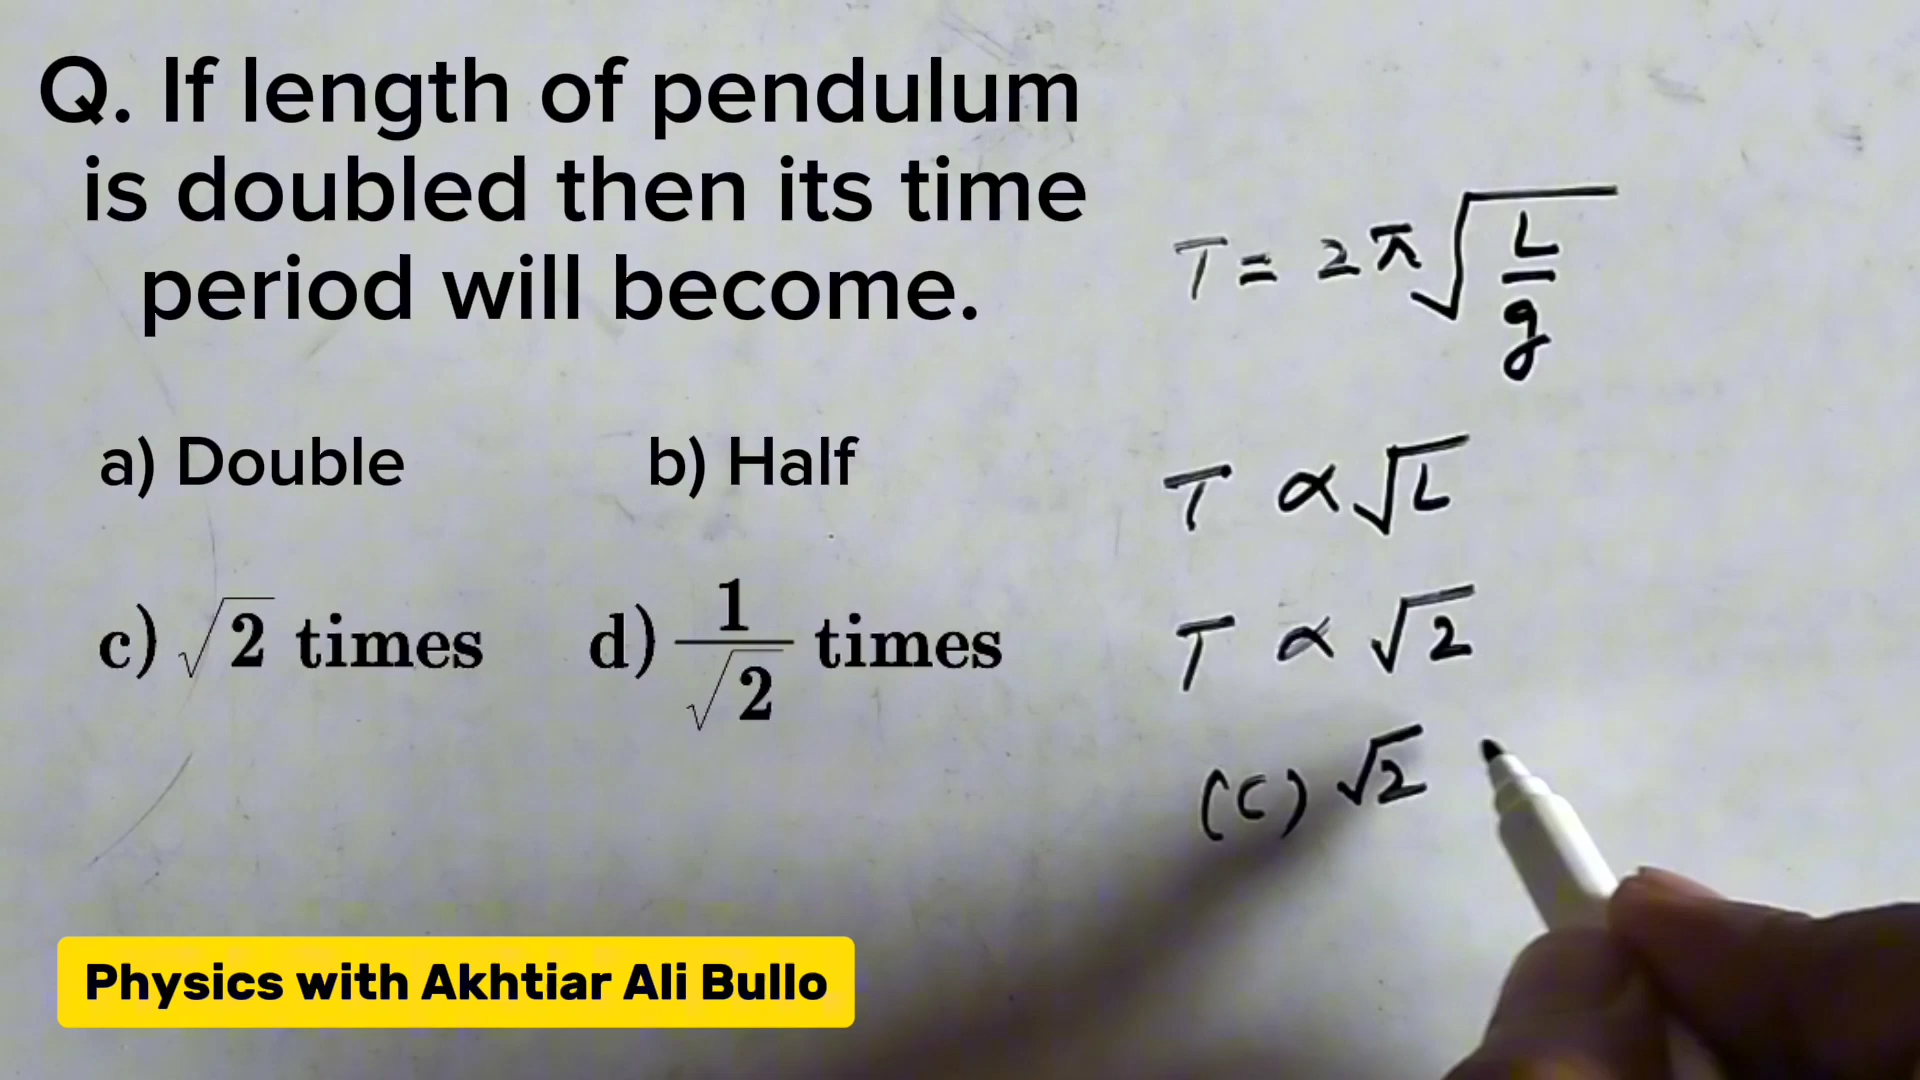 Q. If length of pendulum
is doubled then its time
period will become.
a) Double b) Half
c) √2 times d) 1/√2 times
T = 2π√(L/g)
T ∝ √L
T ∝ √2
(C) √2
Physics with Akhtiar Ali Bullo